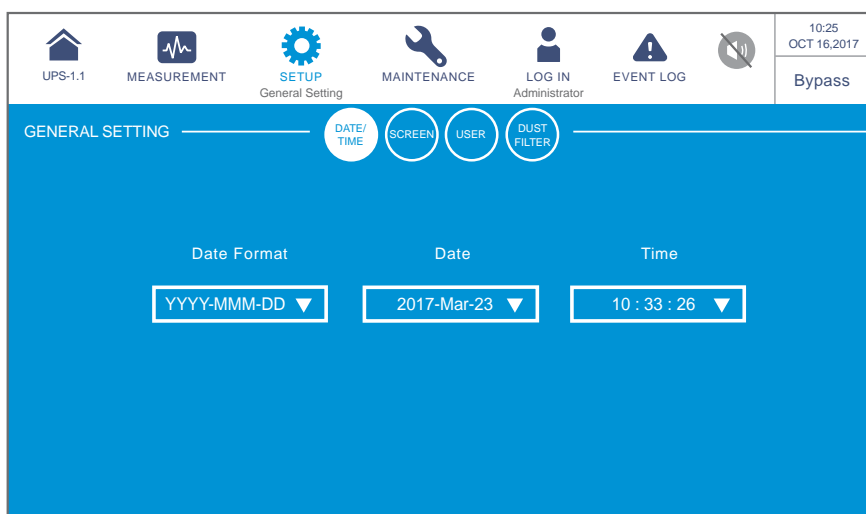 UPS-1.1
MEASUREMENT
SETUP
General Setting
MAINTENANCE
LOG IN
Administrator
EVENT LOG
10:25
OCT 16,2017
Bypass
GENERAL SETTING
DATE/
TIME
SCREEN
USER
DUST
FILTER
Date Format
Date
Time
YYYY-MMM-DD
2017-Mar-23
10 : 33 : 26